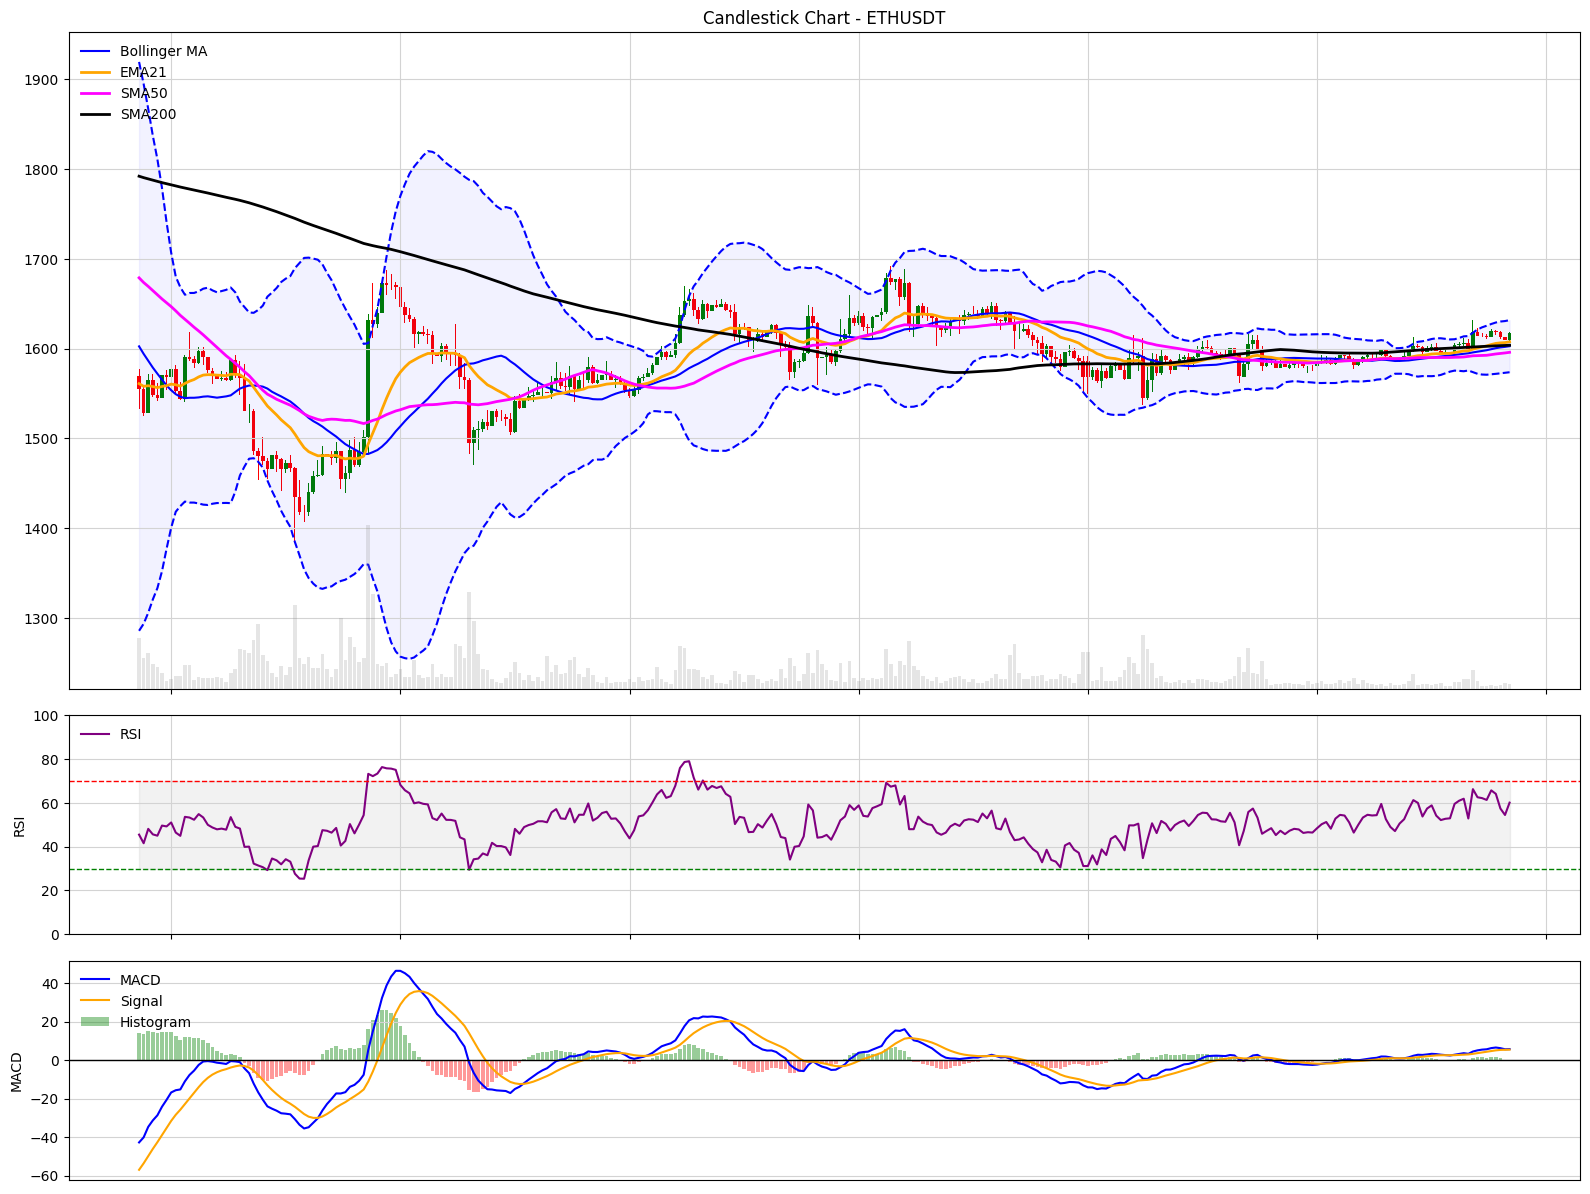 Candlestick Chart - ETHUSDT
Bollinger MA
EMA21
SMA50
SMA200
1900
1800
1700
1600
1500
1400
1300
RSI
100
80
60
40
20
0
RSI
MACD
Signal
Histogram
40
20
0
−20
−40
−60
MACD